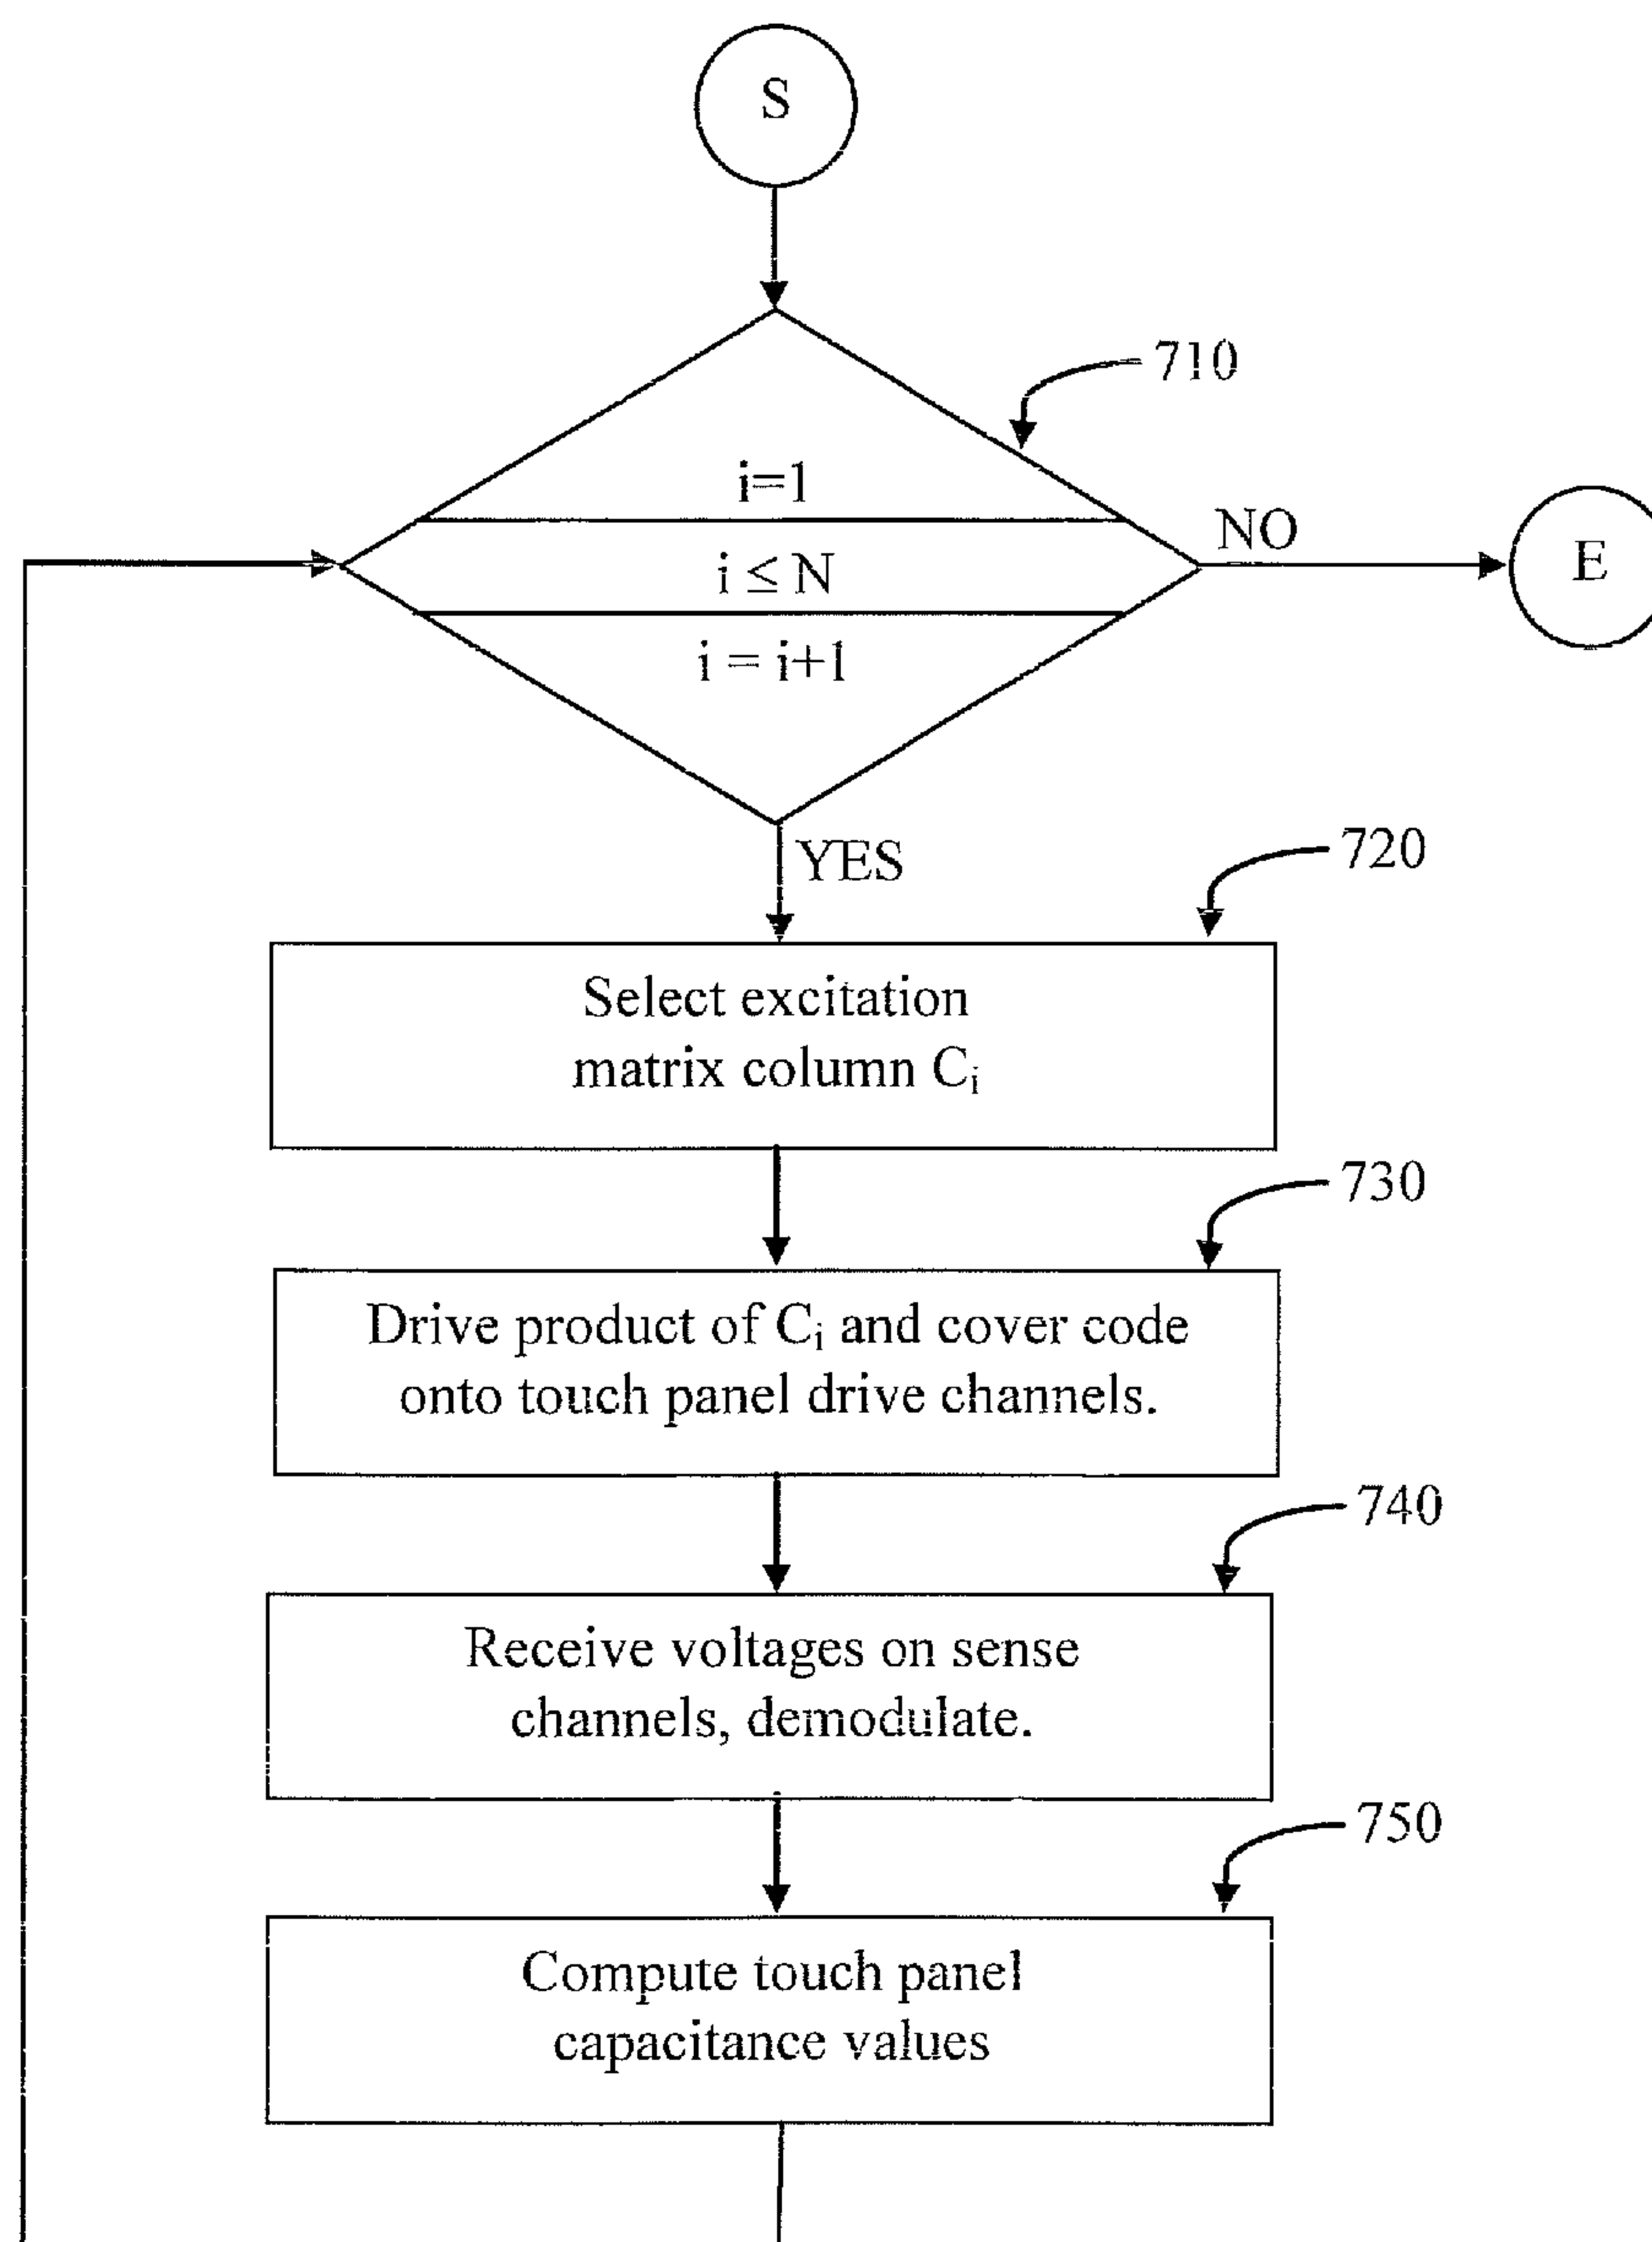 S
710
i=1
NO
E
i ≤ N
i = i+1
YES
720
Select excitation
matrix column Cᵢ
730
Drive product of Cᵢ and cover code
onto touch panel drive channels.
740
Receive voltages on sense
channels, demodulate.
750
Compute touch panel
capacitance values